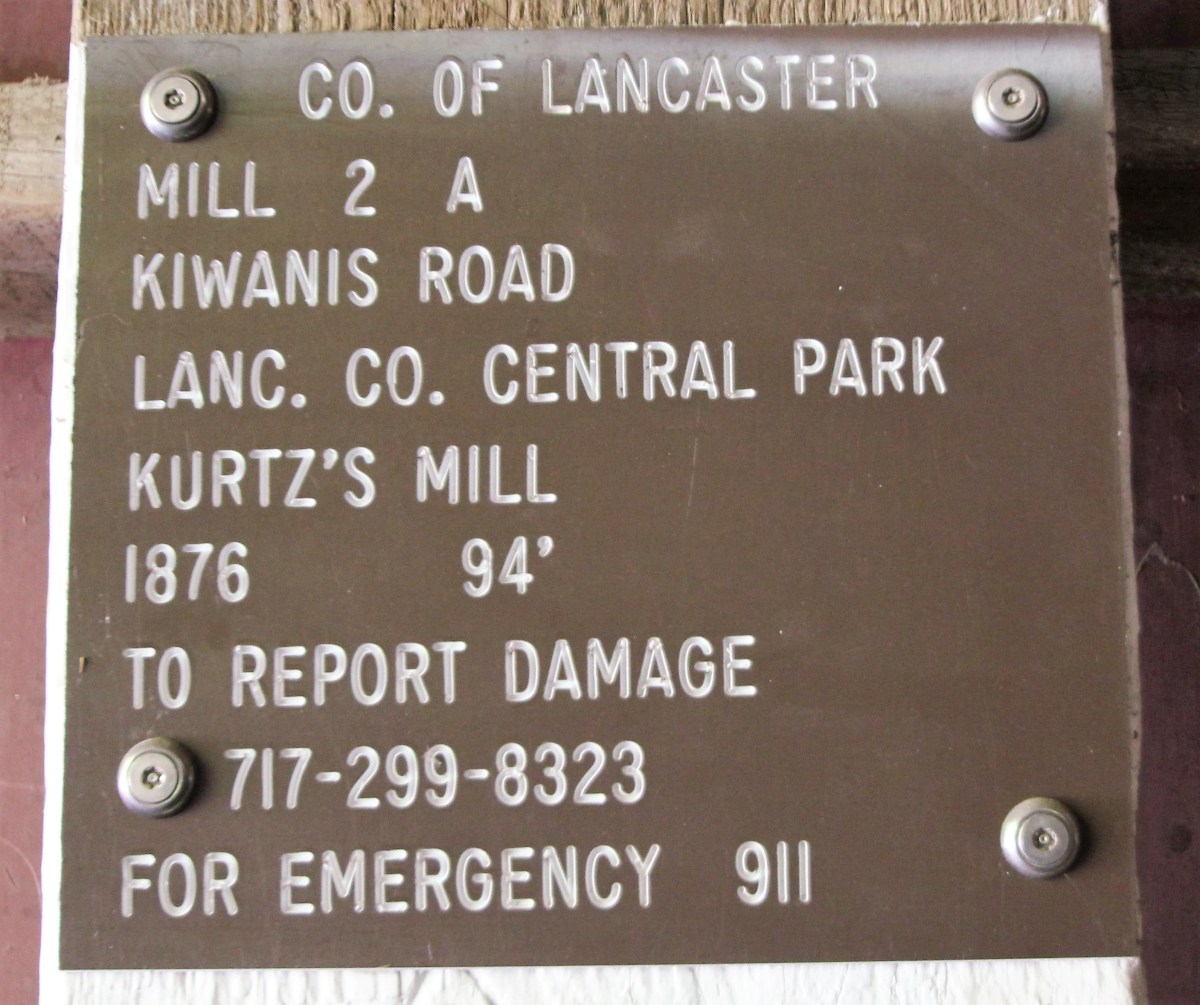 CO. OF LANCASTER
MILL 2 A
KIWANIS ROAD
LANC. CO. CENTRAL PARK
KURTZ'S MILL
1876 94'
TO REPORT DAMAGE
717-299-8323
FOR EMERGENCY 911